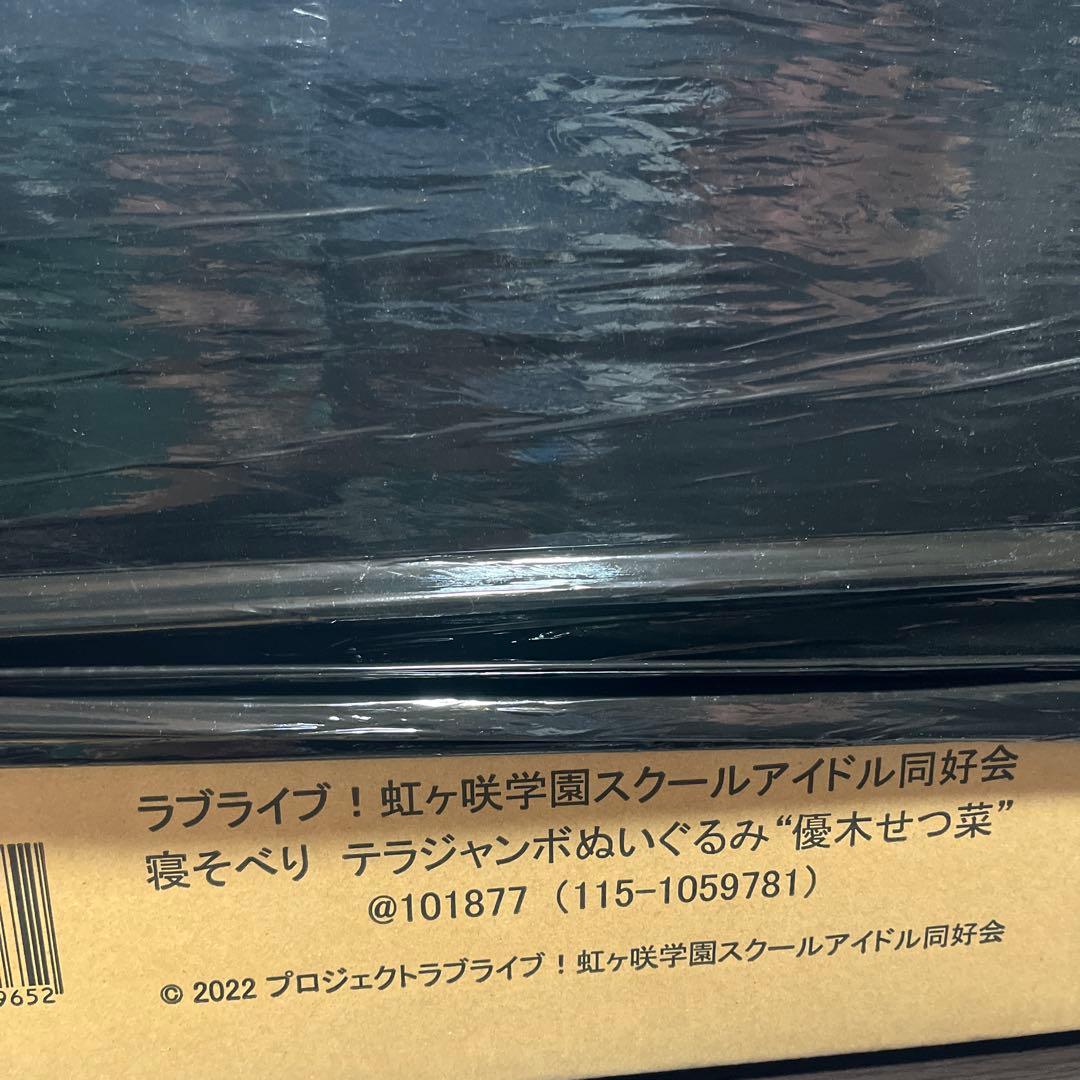 ラブライブ！虹ヶ咲学園スクールアイドル同好会
寝そべり テラジャンボぬいぐるみ“優木せつ菜”
@101877 (115-1059781)
© 2022 プロジェクトラブライブ！虹ヶ咲学園スクールアイドル同好会
9652